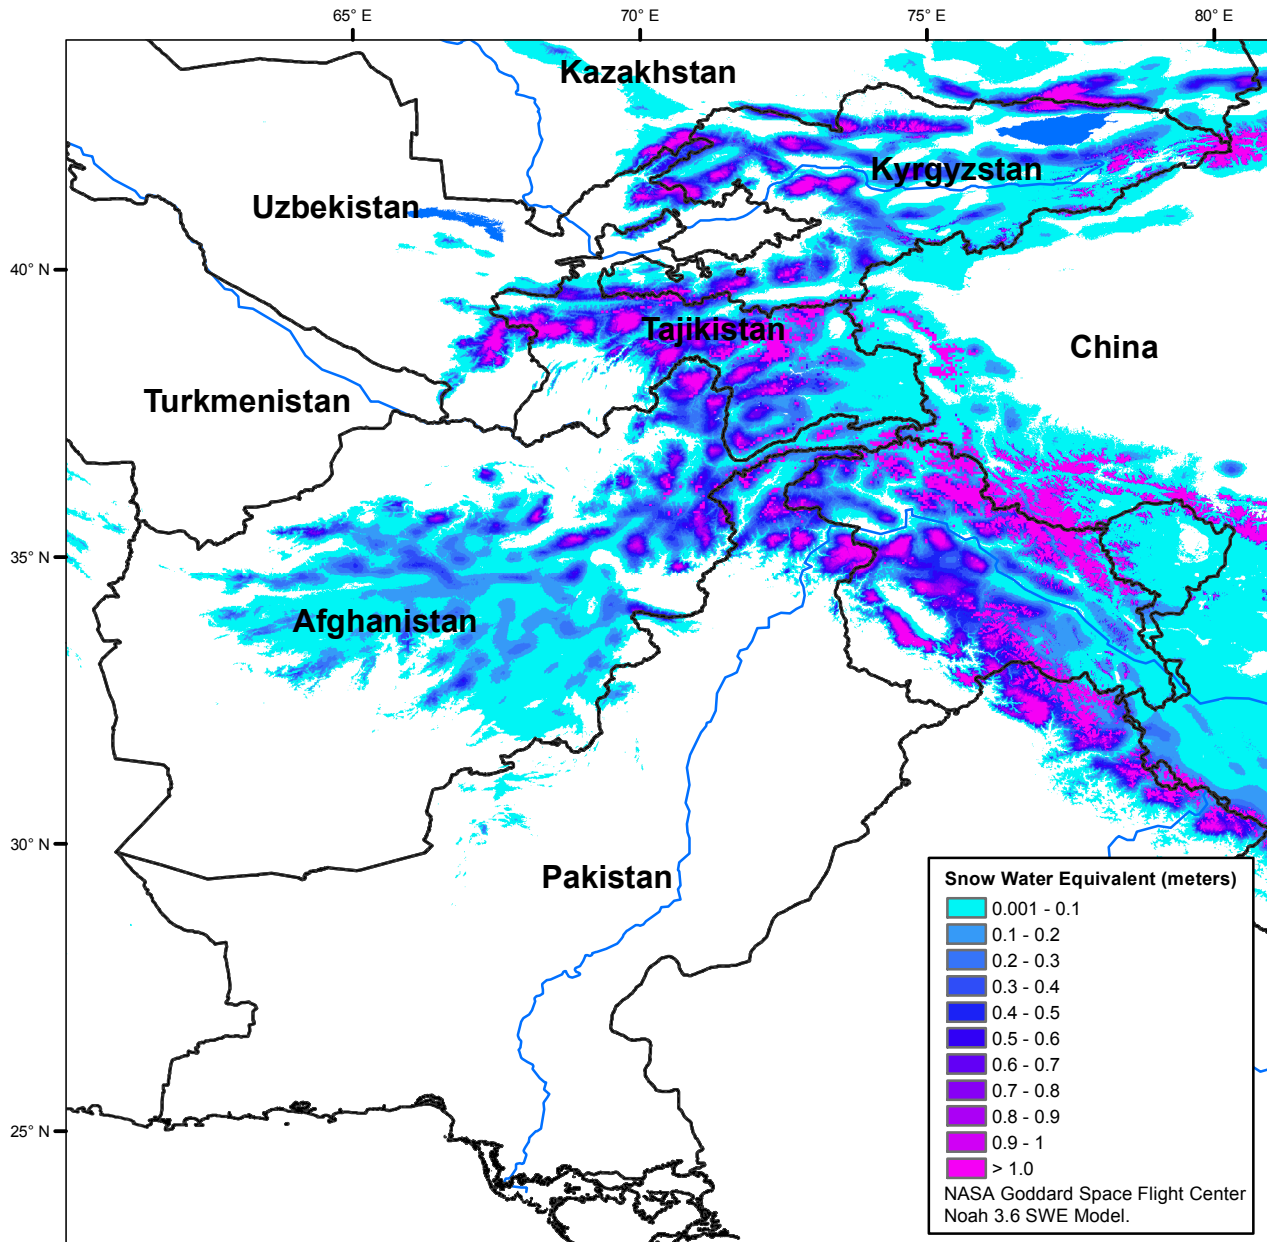 65° E
70° E
75° E
80° E
Kazakhstan
Kyrgyzstan
Uzbekistan
40° N
Tajikistan
China
Turkmenistan
35° N
Afghanistan
30° N
Pakistan
25° N
Snow Water Equivalent (meters)
0.001 - 0.1
0.1 - 0.2
0.2 - 0.3
0.3 - 0.4
0.4 - 0.5
0.5 - 0.6
0.6 - 0.7
0.7 - 0.8
0.8 - 0.9
0.9 - 1
> 1.0
NASA Goddard Space Flight Center
Noah 3.6 SWE Model.